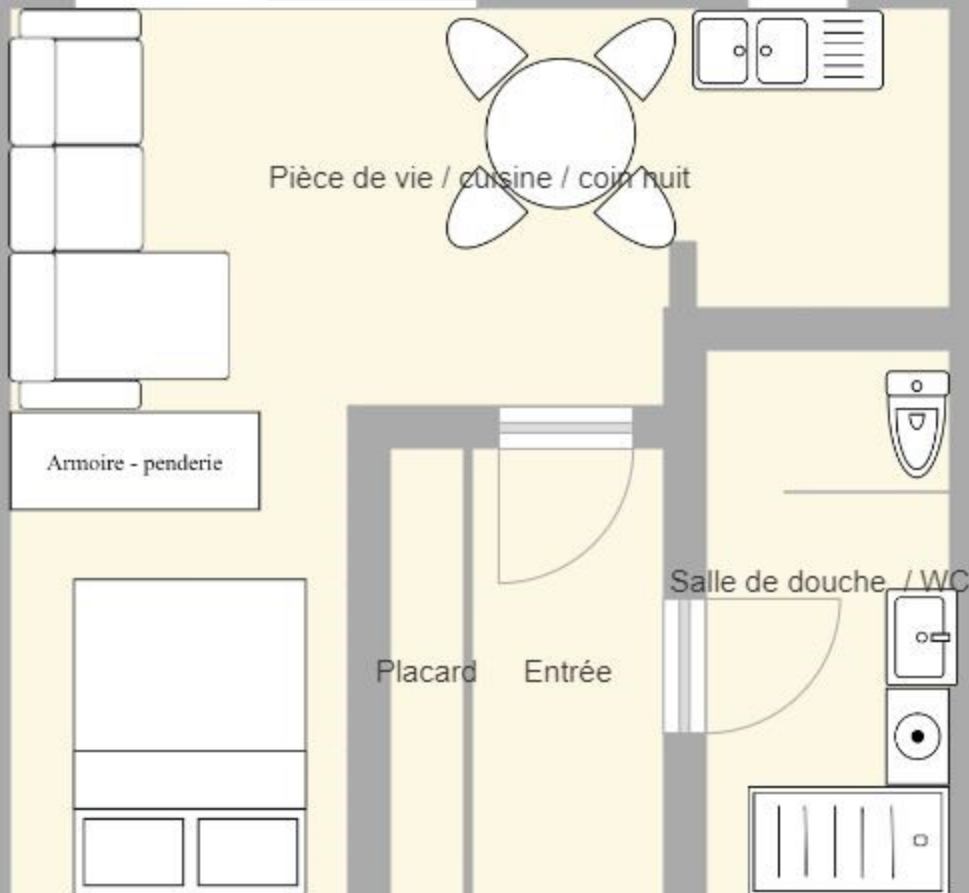 Pièce de vie / cuisine / coin nuit
Armoire - penderie
Salle de douche / WC
Placard
Entrée